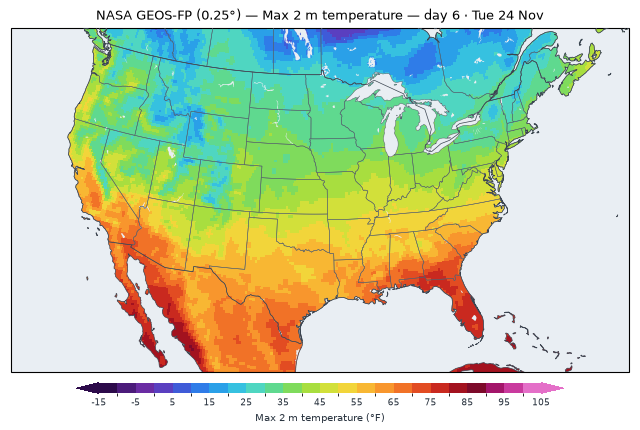 NASA GEOS-FP (0.25°) — Max 2 m temperature — day 6 · Tue 24 Nov
-15 -5 5 15 25 35 45 55 65 75 85 95 105
Max 2 m temperature (°F)